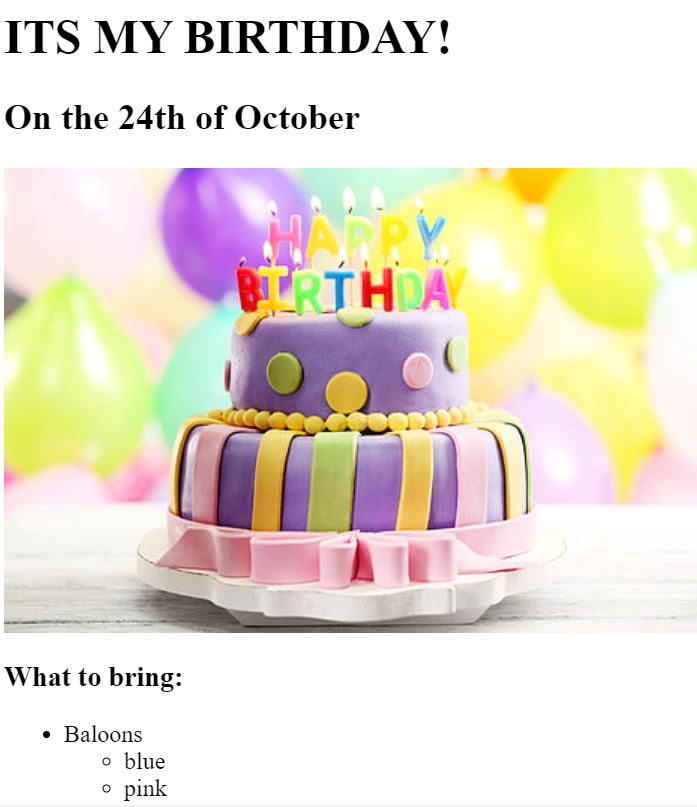 ITS MY BIRTHDAY!
On the 24th of October
HAPPY
BIRTHDAY
What to bring:
Baloons
blue
pink